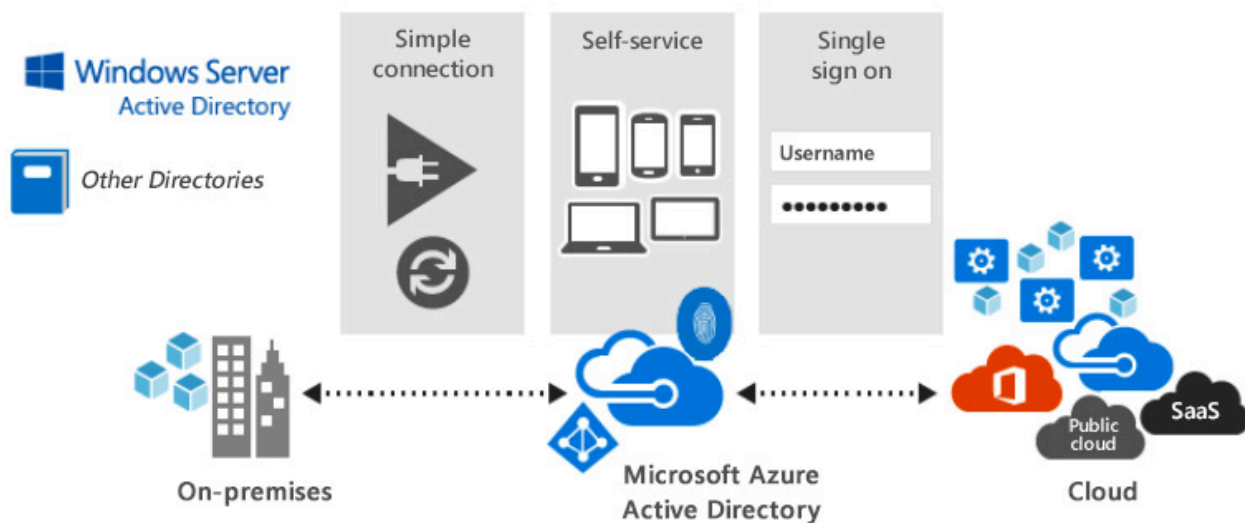 Windows Server
Active Directory
Other Directories
Simple
connection
Self-service
Single
sign on
Username
●●●●●●●●●
On-premises
Microsoft Azure
Active Directory
Public
cloud
SaaS
Cloud